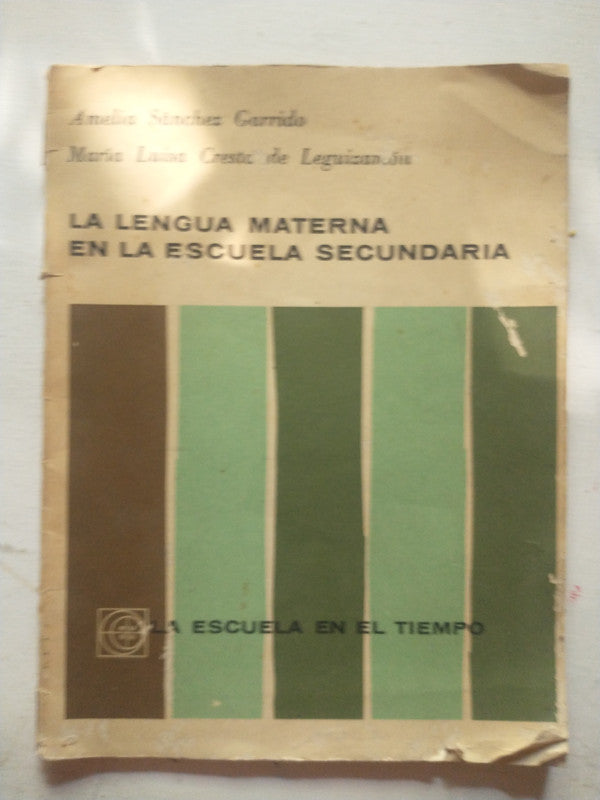 Amelia Sánchez Garrido
María Luisa Cresta de Leguizamón
LA LENGUA MATERNA
EN LA ESCUELA SECUNDARIA
LA ESCUELA EN EL TIEMPO